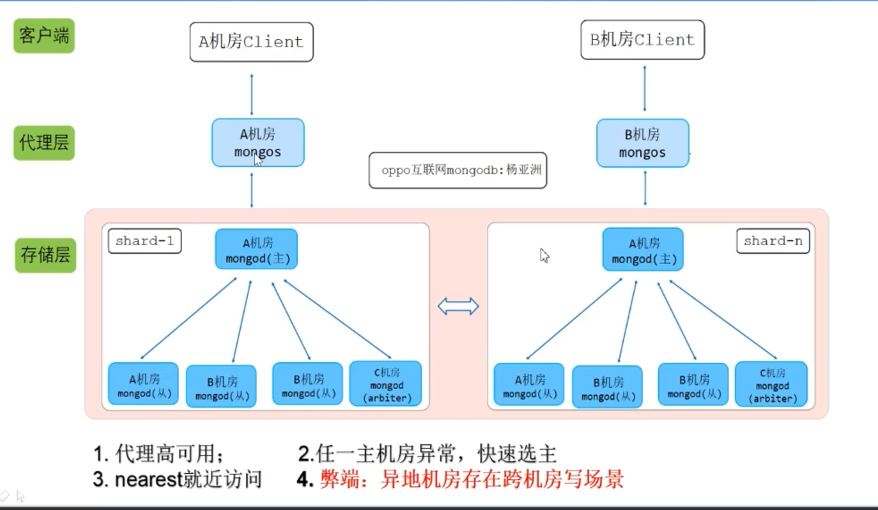 客户端
A机房Client
B机房Client
代理层
A机房
mongos
B机房
mongos
oppo互联网mongodb:杨亚洲
存储层
shard-1
A机房
mongod(主)
A机房
mongod(从)
B机房
mongod(从)
B机房
mongod(从)
C机房
mongod
(arbiter)
A机房
mongod(主)
shard-n
A机房
mongod(从)
B机房
mongod(从)
B机房
mongod(从)
C机房
mongod
(arbiter)
1. 代理高可用; 2.任一主机房异常，快速选主
3. nearest就近访问 4. 弊端：异地机房存在跨机房写场景